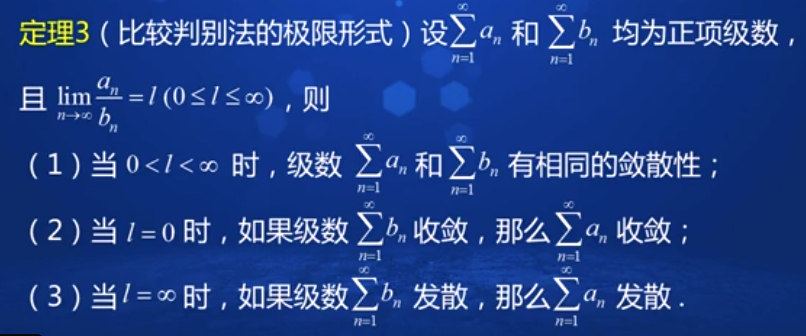 定理3（比较判别法的极限形式）设 $\sum_{n=1}^{\infty} a_n$ 和 $\sum_{n=1}^{\infty} b_n$ 均为正项级数，
且 $\lim_{n\to\infty} \frac{a_n}{b_n} = l\,(0 \le l \le \infty)$，则
（1）当 $0 < l < \infty$ 时，级数 $\sum_{n=1}^{\infty} a_n$ 和 $\sum_{n=1}^{\infty} b_n$ 有相同的敛散性；
（2）当 $l = 0$ 时，如果级数 $\sum_{n=1}^{\infty} b_n$ 收敛，那么 $\sum_{n=1}^{\infty} a_n$ 收敛；
（3）当 $l = \infty$ 时，如果级数 $\sum_{n=1}^{\infty} b_n$ 发散，那么 $\sum_{n=1}^{\infty} a_n$ 发散．